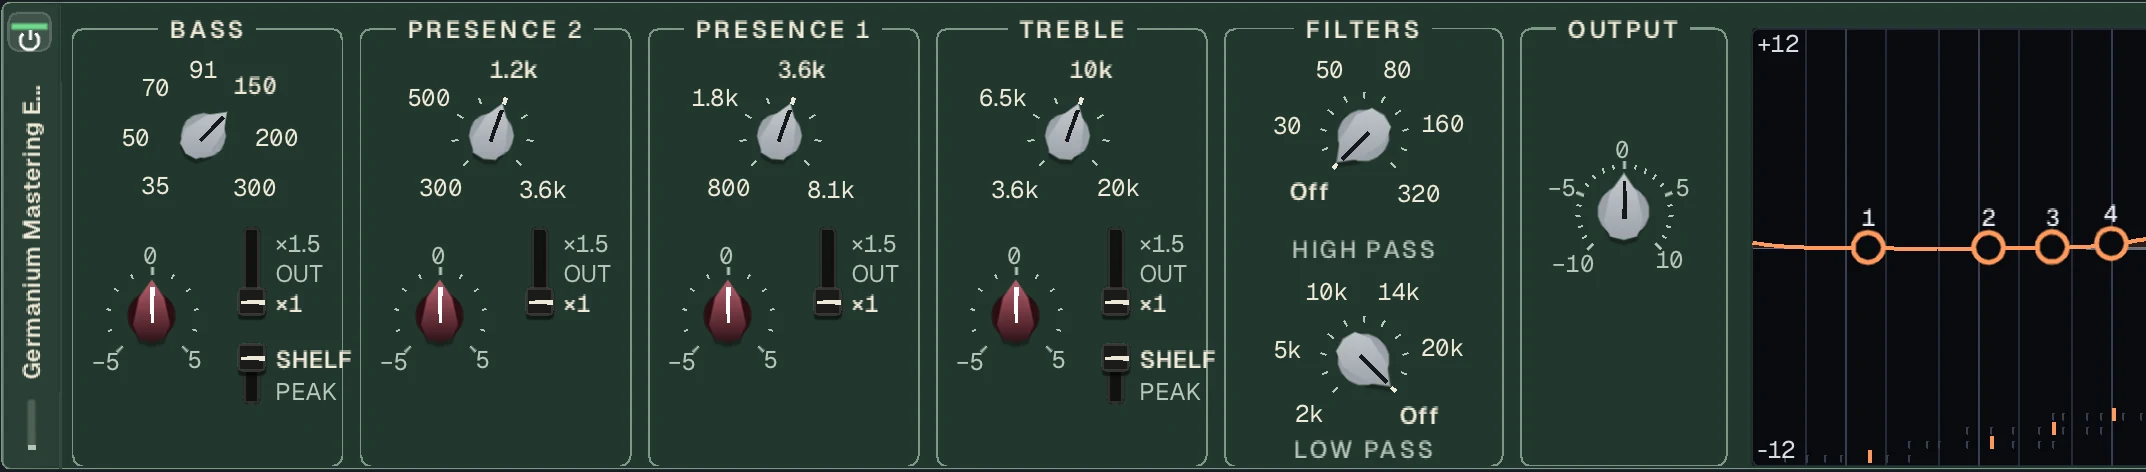 Germanium Mastering E...
BASS
91
70
150
50
200
35
300
0
×1.5
OUT
×1
-5
5
SHELF
PEAK
PRESENCE 2
1.2k
500
300
3.6k
0
×1.5
OUT
×1
-5
5
PRESENCE 1
3.6k
1.8k
800
8.1k
0
×1.5
OUT
×1
-5
5
TREBLE
10k
6.5k
3.6k
20k
0
×1.5
OUT
×1
-5
5
SHELF
PEAK
FILTERS
50 80
30 160
Off 320
HIGH PASS
10k 14k
5k 20k
2k Off
LOW PASS
OUTPUT
0
-5 5
-10 10
+12
1 2 3 4
-12